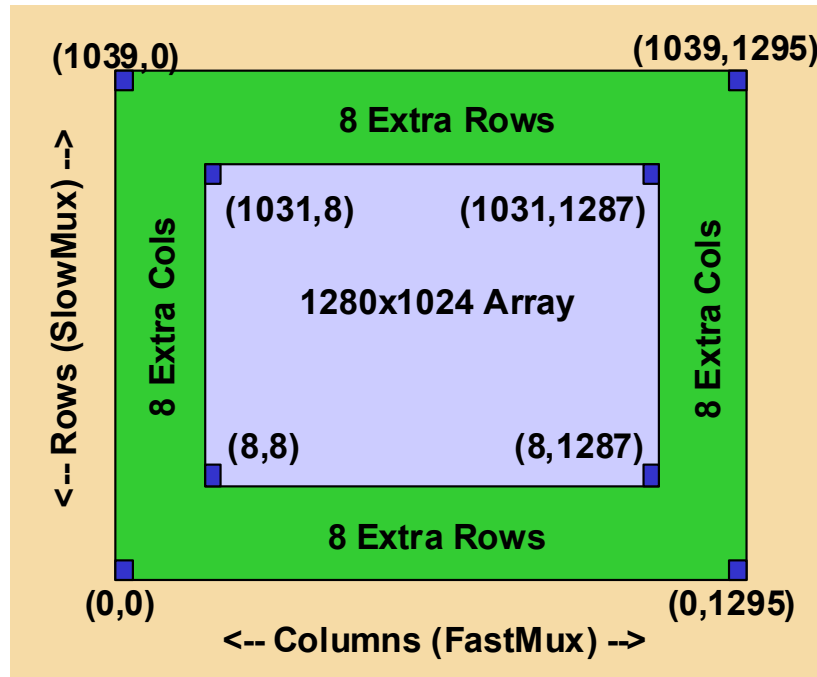 (1039,0)
(1039,1295)
8 Extra Rows
<-- Rows (SlowMux) -->
8 Extra Cols
(1031,8)
(1031,1287)
8 Extra Cols
1280x1024 Array
(8,8)
(8,1287)
8 Extra Rows
(0,0)
(0,1295)
<-- Columns (FastMux) -->